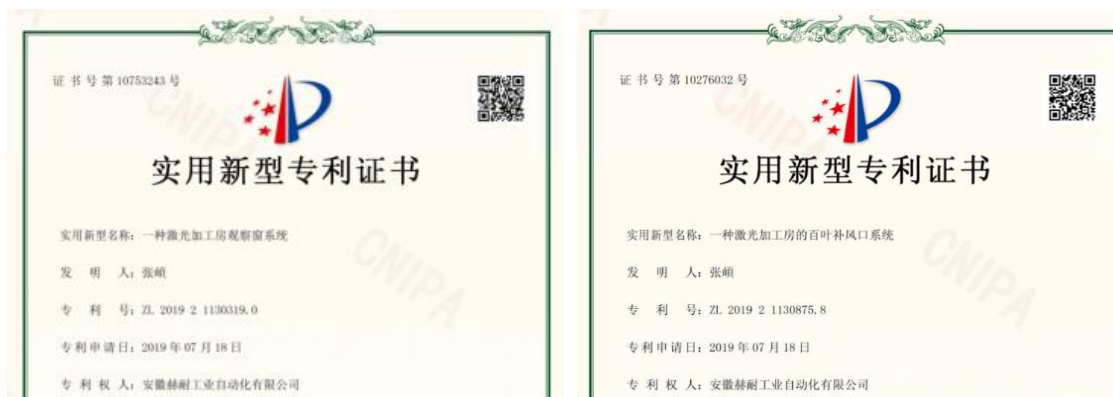 证书号第10753243号
实用新型专利证书
实用新型名称：一种激光加工房观察窗系统
发明人：张崸
专利号：ZL 2019 2 1130319.0
专利申请日：2019年07月18日
专利权人：安徽赫耐工业自动化有限公司
证书号第10276032号
实用新型专利证书
实用新型名称：一种激光加工房的百叶补风口系统
发明人：张崸
专利号：ZL 2019 2 1130875.8
专利申请日：2019年07月18日
专利权人：安徽赫耐工业自动化有限公司
CNIPA
CNIPA
CNIPA
CNIPA